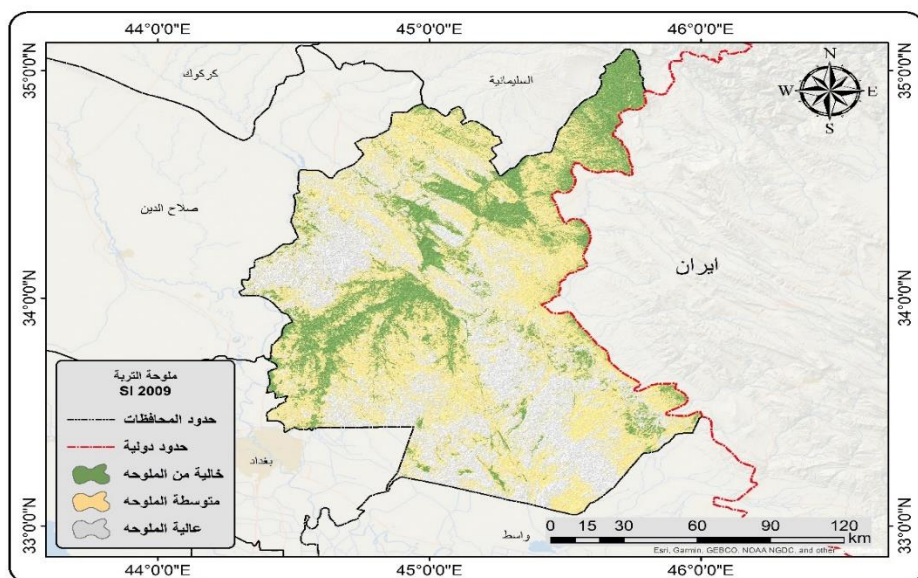 44°0'0"E 45°0'0"E 46°0'0"E
35°0'0"N
34°0'0"N
33°0'0"N
35°0'0"N
34°0'0"N
33°0'0"N
كركوك
السليمانية
N
W E
S
صلاح الدين
ايران
بغداد
واسط
ملوحة التربة
SI 2009
حدود المحافظات
حدود دولية
خالية من الملوحه
متوسطة الملوحه
عالية الملوحه
0 15 30 60 90 120
km
Esri, Garmin, GEBCO, NOAA NGDC, and other
44°0'0"E 45°0'0"E 46°0'0"E